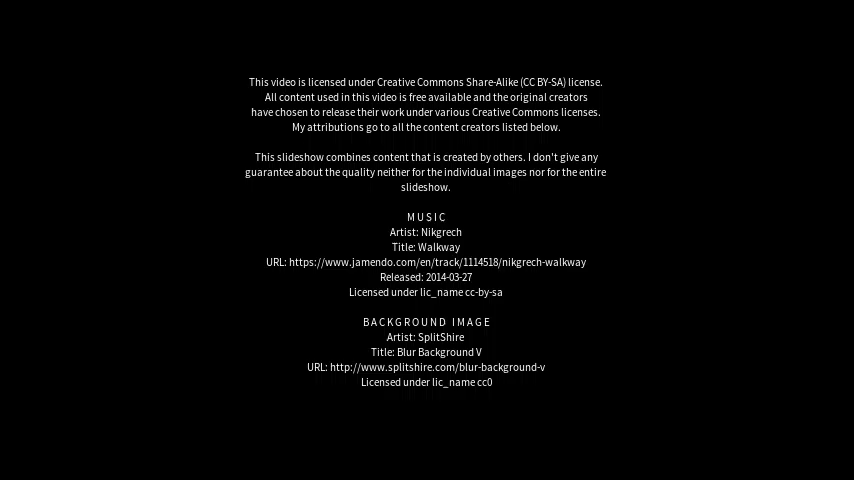 This video is licensed under Creative Commons Share-Alike (CC BY-SA) license.
All content used in this video is free available and the original creators
have chosen to release their work under various Creative Commons licenses.
My attributions go to all the content creators listed below.
This slideshow combines content that is created by others. I don't give any
guarantee about the quality neither for the individual images nor for the entire
slideshow.
MUSIC
Artist: Nikgrech
Title: Walkway
URL: https://www.jamendo.com/en/track/1114518/nikgrech-walkway
Released: 2014-03-27
Licensed under lic_name cc-by-sa
BACKGROUND IMAGE
Artist: SplitShire
Title: Blur Background V
URL: http://www.splitshire.com/blur-background-v
Licensed under lic_name cc0